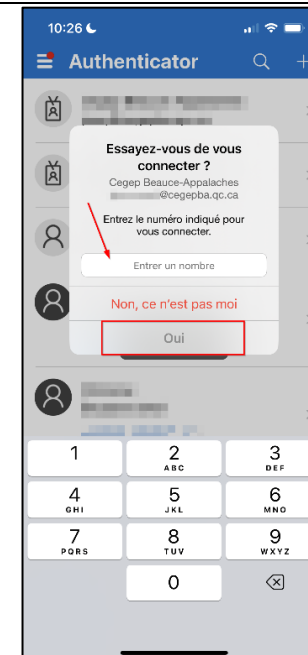 10:26
Authenticator
Essayez-vous de vous
connecter ?
Cegep Beauce-Appalaches
@cegepba.qc.ca
Entrez le numéro indiqué pour
vous connecter.
Entrer un nombre
Non, ce n'est pas moi
Oui
1 2 3
ABC DEF
4 5 6
GHI JKL MNO
7 8 9
PQRS TUV WXYZ
0